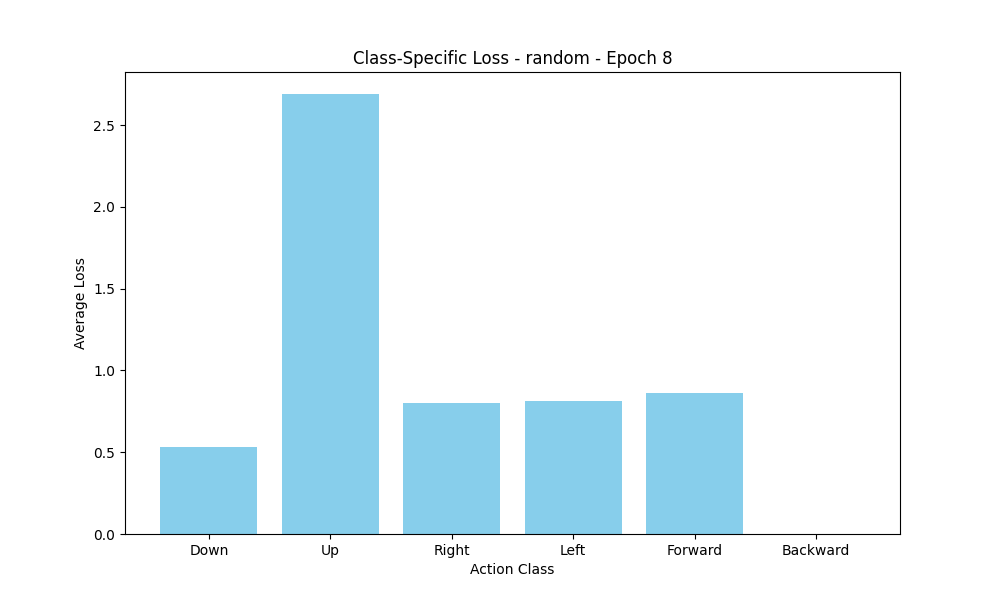 Class-Specific Loss - random - Epoch 8
Average Loss
2.5
2.0
1.5
1.0
0.5
0.0
Down Up Right Left Forward Backward
Action Class